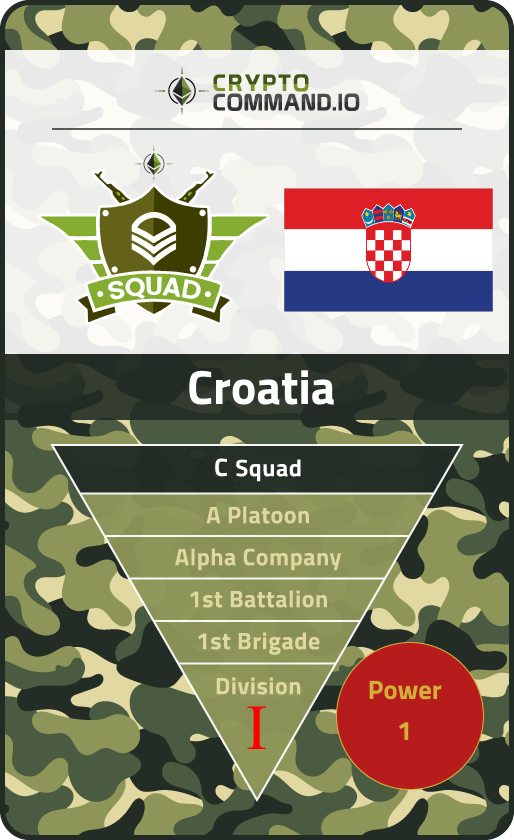 CRYPTO
COMMAND.IO
SQUAD
Croatia
C Squad
A Platoon
Alpha Company
1st Battalion
1st Brigade
Division
I
Power
1